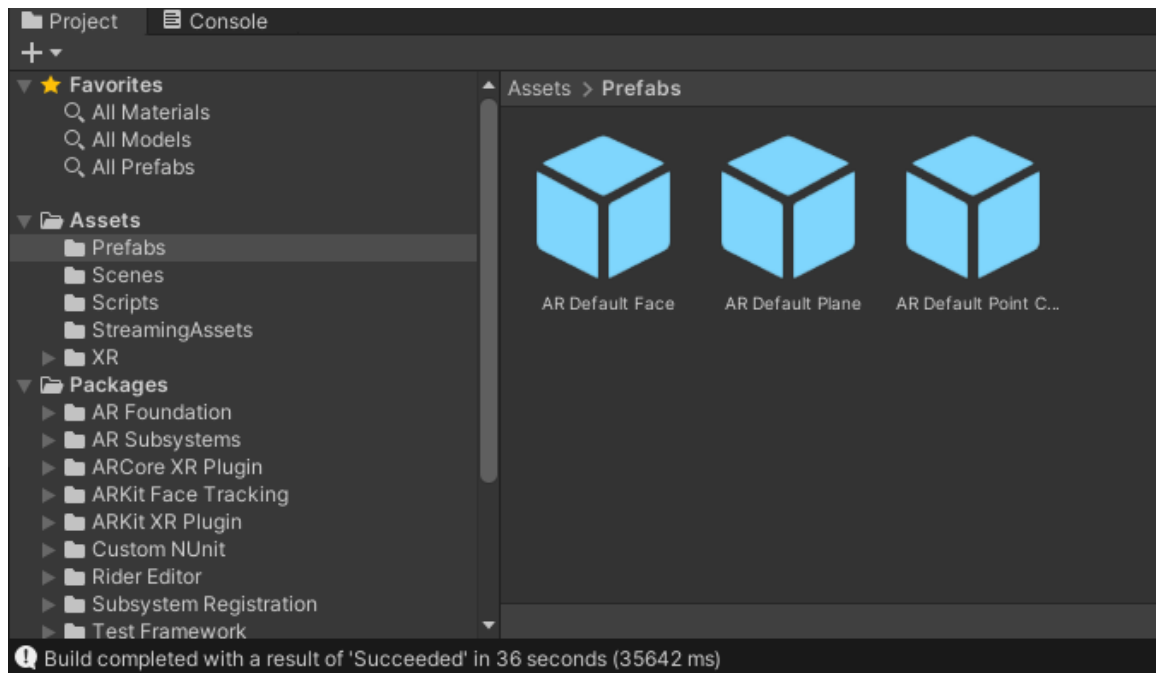 Project
Console
Favorites
All Materials
All Models
All Prefabs
Assets
Prefabs
Scenes
Scripts
StreamingAssets
XR
Packages
AR Foundation
AR Subsystems
ARCore XR Plugin
ARKit Face Tracking
ARKit XR Plugin
Custom NUnit
Rider Editor
Subsystem Registration
Test Framework
Assets > Prefabs
AR Default Face
AR Default Plane
AR Default Point C...
Build completed with a result of 'Succeeded' in 36 seconds (35642 ms)